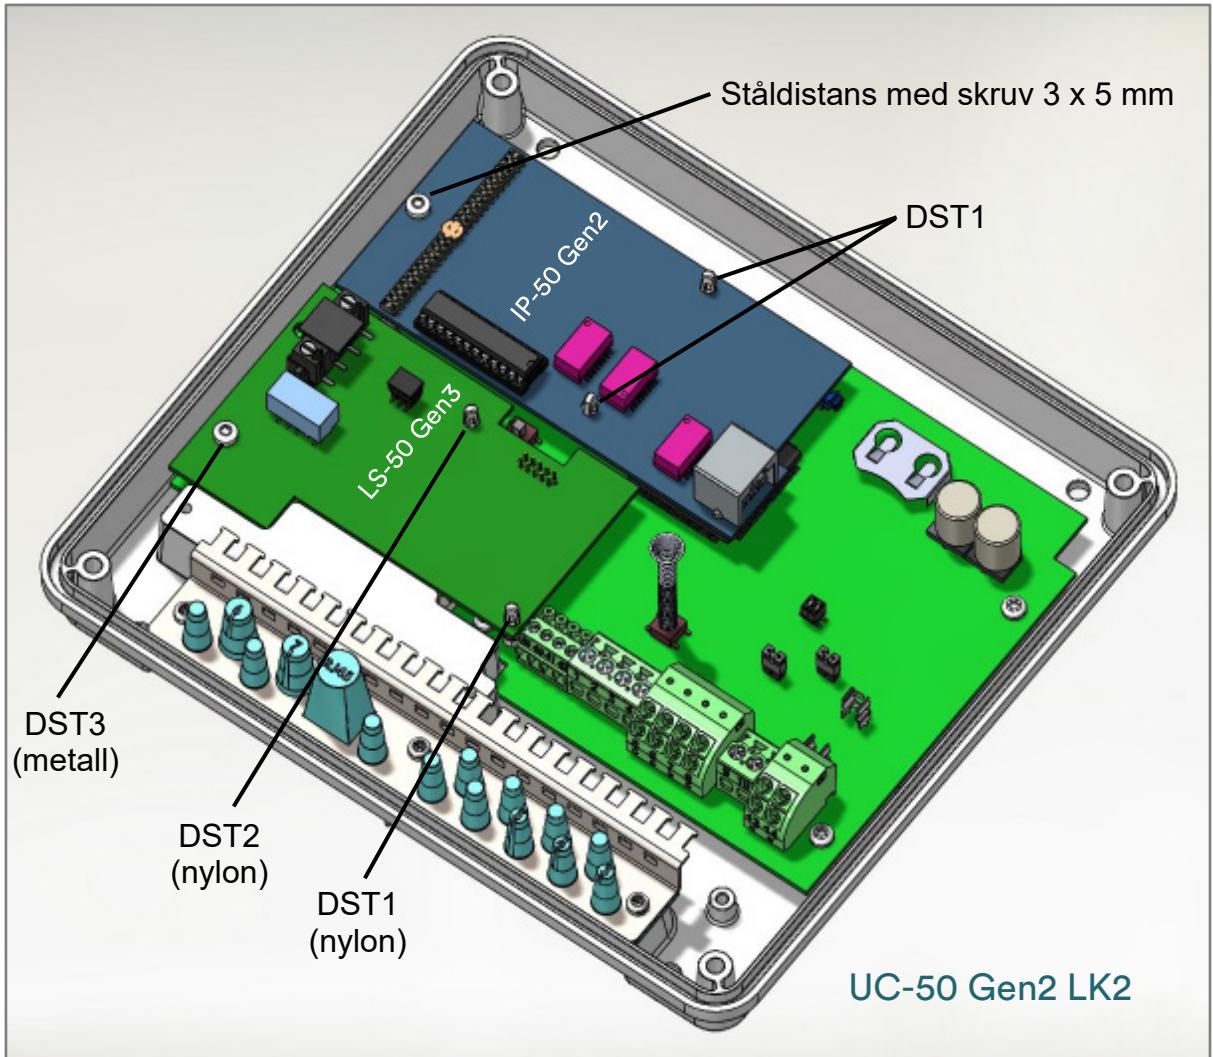 Ståldistans med skruv 3 x 5 mm
DST1
IP-50 Gen2
LS-50 Gen3
DST3
(metall)
DST2
(nylon)
DST1
(nylon)
UC-50 Gen2 LK2